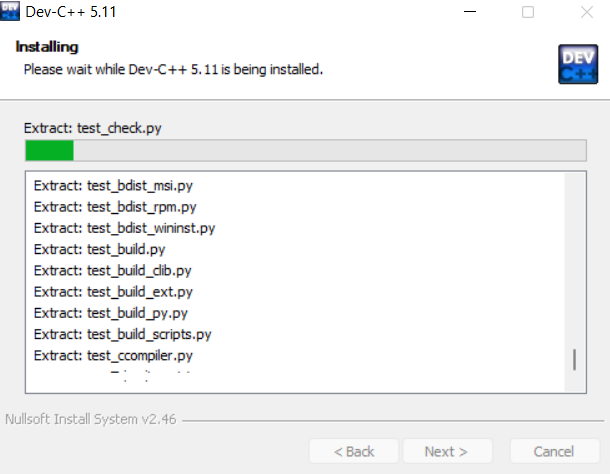 Dev-C++ 5.11
Installing
Please wait while Dev-C++ 5.11 is being installed.
DEV
C++
Extract: test_check.py
Extract: test_bdist_msi.py
Extract: test_bdist_rpm.py
Extract: test_bdist_wininst.py
Extract: test_build.py
Extract: test_build_clib.py
Extract: test_build_ext.py
Extract: test_build_py.py
Extract: test_build_scripts.py
Extract: test_ccompiler.py
Nullsoft Install System v2.46
< Back
Next >
Cancel